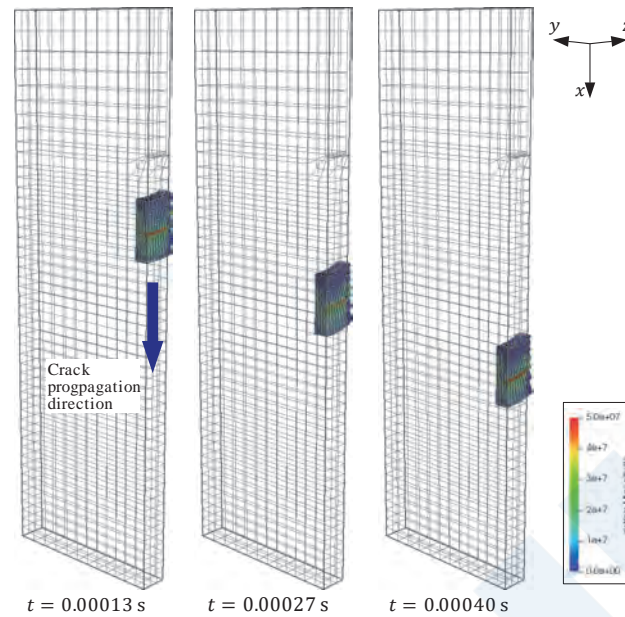 y
z
x
Crack
progpagation
direction
5.0e+07
4e+7
3e+7
2e+7
1e+7
0.0e+00
t = 0.00013 s
t = 0.00027 s
t = 0.00040 s